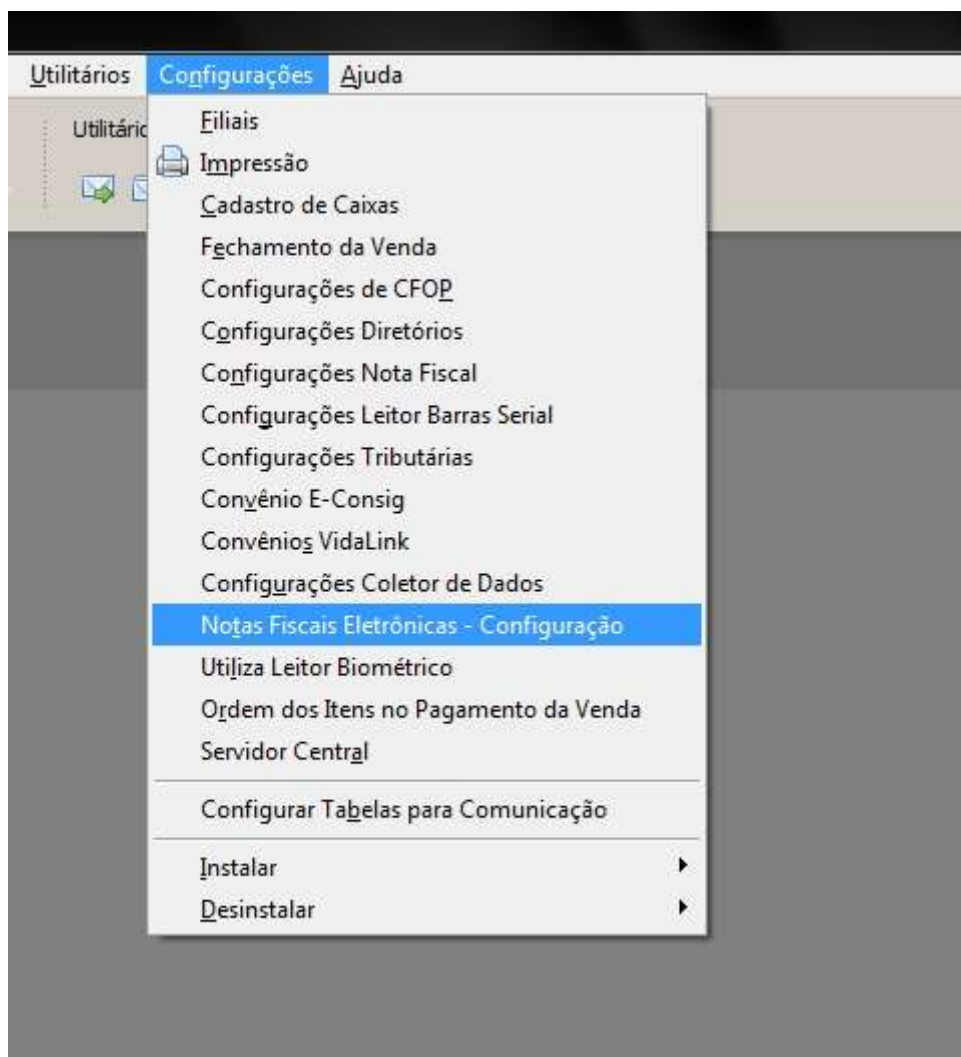 Utilitários Configurações Ajuda
Utilitário
Filiais
Impressão
Cadastro de Caixas
Fechamento da Venda
Configurações de CFOP
Configurações Diretórios
Configurações Nota Fiscal
Configurações Leitor Barras Serial
Configurações Tributárias
Convênio E-Consig
Convênios VidaLink
Configurações Coletor de Dados
Notas Fiscais Eletrônicas - Configuração
Utiliza Leitor Biométrico
Ordem dos Itens no Pagamento da Venda
Servidor Central
Configurar Tabelas para Comunicação
Instalar
Desinstalar